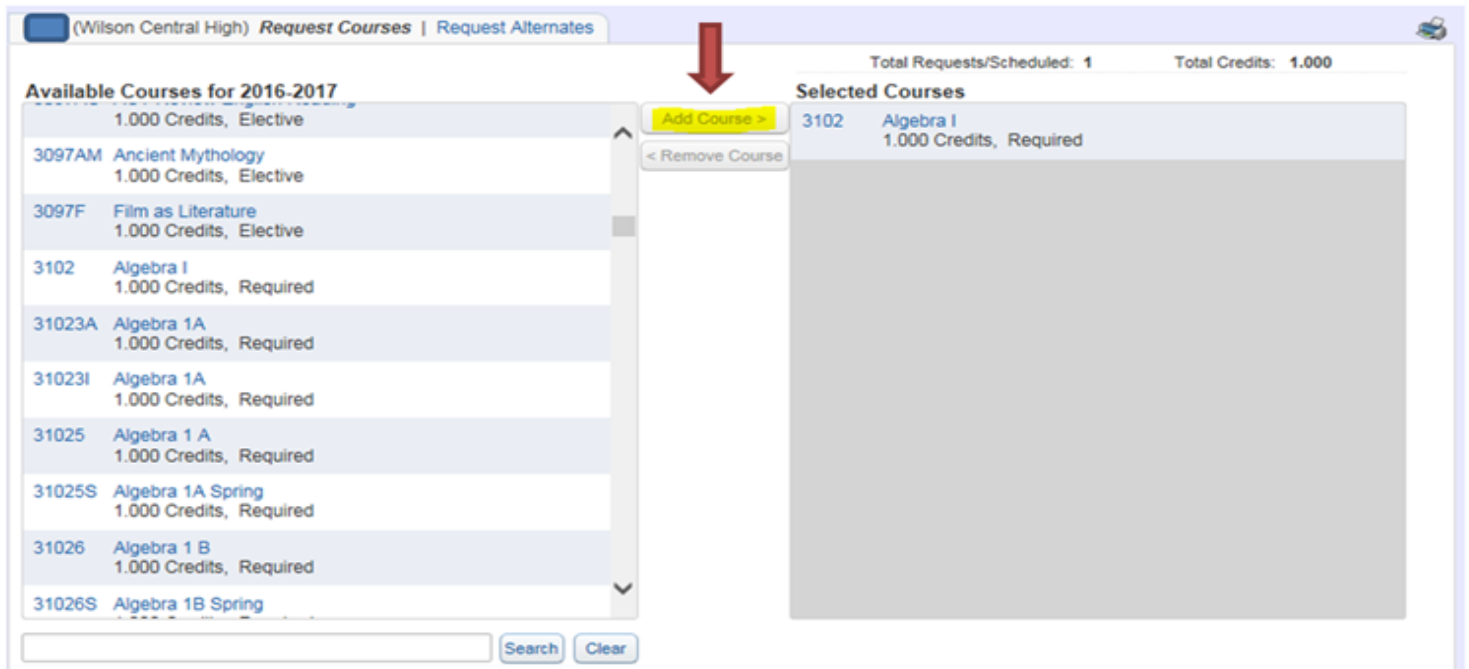 (Wilson Central High) Request Courses | Request Alternates
Total Requests/Scheduled: 1 Total Credits: 1.000
Available Courses for 2016-2017
Selected Courses
1.000 Credits, Elective
3097AM Ancient Mythology
1.000 Credits, Elective
3097F Film as Literature
1.000 Credits, Elective
3102 Algebra I
1.000 Credits, Required
31023A Algebra 1A
1.000 Credits, Required
31023I Algebra 1A
1.000 Credits, Required
31025 Algebra 1 A
1.000 Credits, Required
31025S Algebra 1A Spring
1.000 Credits, Required
31026 Algebra 1 B
1.000 Credits, Required
31026S Algebra 1B Spring
Search Clear
Add Course >
< Remove Course
3102 Algebra I
1.000 Credits, Required